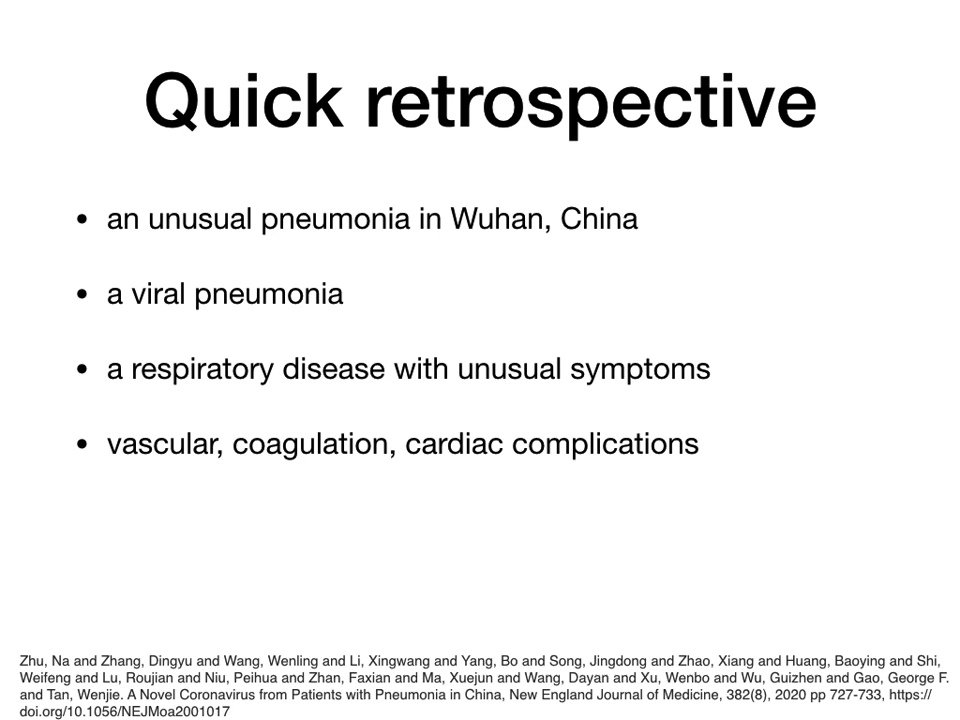 Quick retrospective
• an unusual pneumonia in Wuhan, China
• a viral pneumonia
• a respiratory disease with unusual symptoms
• vascular, coagulation, cardiac complications
Zhu, Na and Zhang, Dingyu and Wang, Wenling and Li, Xingwang and Yang, Bo and Song, Jingdong and Zhao, Xiang and Huang, Baoying and Shi,
Weifeng and Lu, Roujian and Niu, Peihua and Zhan, Faxian and Ma, Xuejun and Wang, Dayan and Xu, Wenbo and Wu, Guizhen and Gao, George F.
and Tan, Wenjie. A Novel Coronavirus from Patients with Pneumonia in China, New England Journal of Medicine, 382(8), 2020 pp 727-733, https://
doi.org/10.1056/NEJMoa2001017